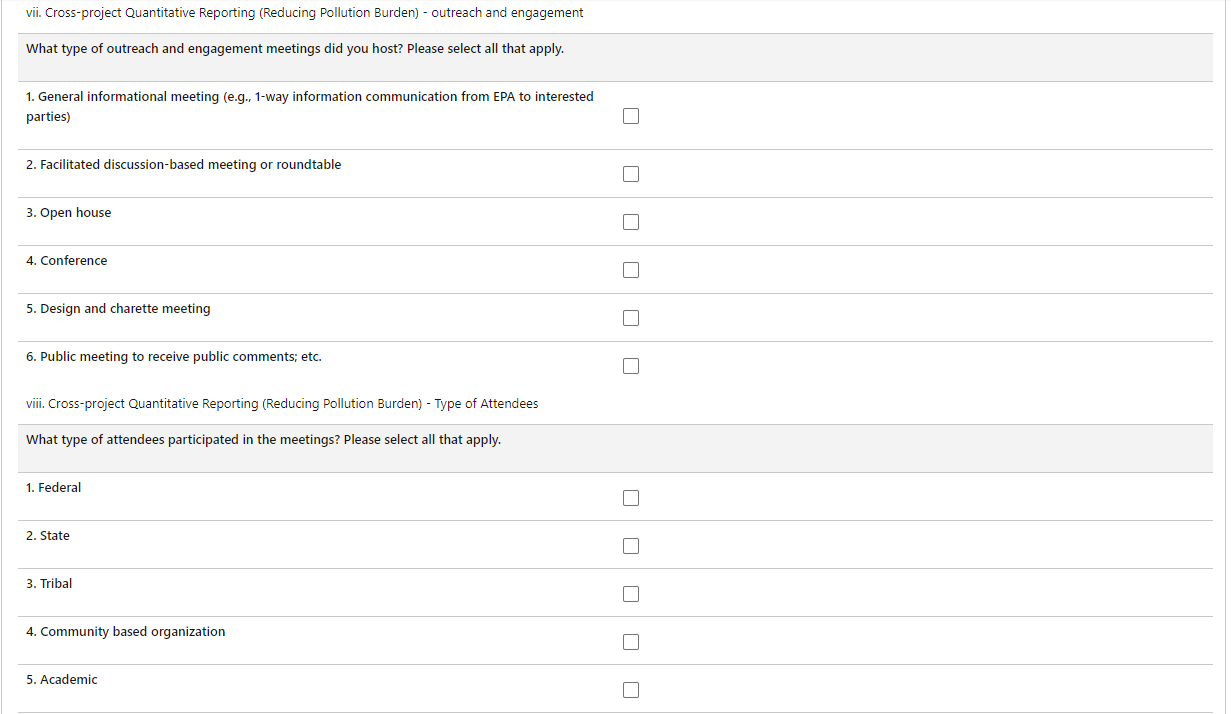 vii. Cross-project Quantitative Reporting (Reducing Pollution Burden) - outreach and engagement
What type of outreach and engagement meetings did you host? Please select all that apply.
1. General informational meeting (e.g., 1-way information communication from EPA to interested
parties)
2. Facilitated discussion-based meeting or roundtable
3. Open house
4. Conference
5. Design and charette meeting
6. Public meeting to receive public comments; etc.
viii. Cross-project Quantitative Reporting (Reducing Pollution Burden) - Type of Attendees
What type of attendees participated in the meetings? Please select all that apply.
1. Federal
2. State
3. Tribal
4. Community based organization
5. Academic